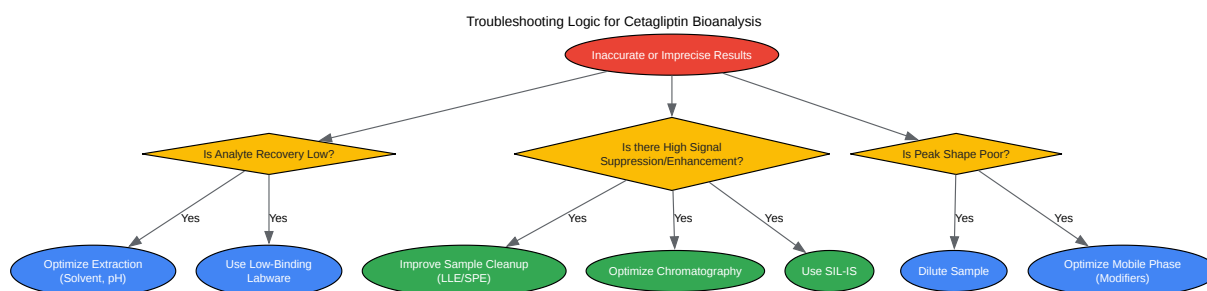 Troubleshooting Logic for Cetagliptin Bioanalysis
Inaccurate or Imprecise Results
Is Analyte Recovery Low?
Is there High Signal
Suppression/Enhancement?
Is Peak Shape Poor?
Yes
Yes
Yes
Yes
Yes
Yes
Yes
Optimize Extraction
(Solvent, pH)
Use Low-Binding
Labware
Improve Sample Cleanup
(LLE/SPE)
Optimize Chromatography
Use SIL-IS
Dilute Sample
Optimize Mobile Phase
(Modifiers)